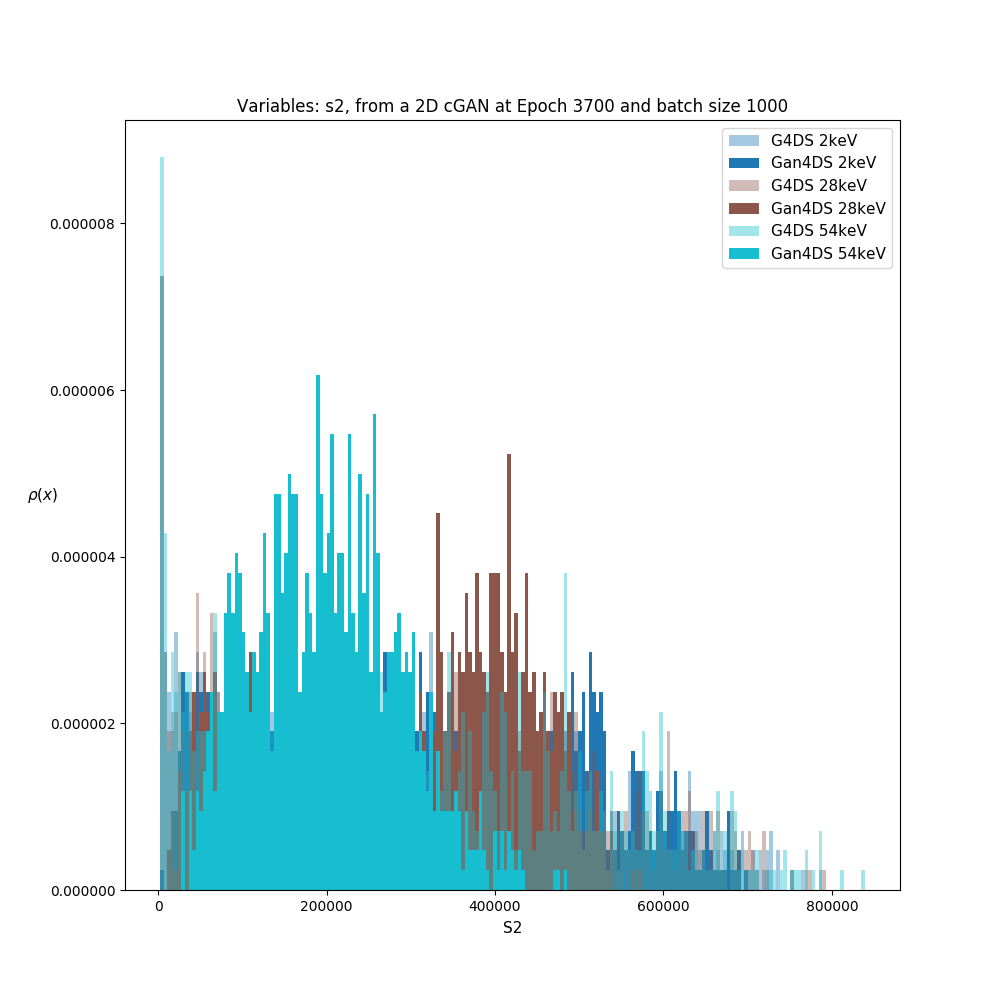 Variables: s2, from a 2D cGAN at Epoch 3700 and batch size 1000
G4DS 2keV
Gan4DS 2keV
G4DS 28keV
Gan4DS 28keV
G4DS 54keV
Gan4DS 54keV
0.000008
0.000006
ρ(x)
0.000004
0.000002
0.000000
0 200000 400000 600000 800000
S2